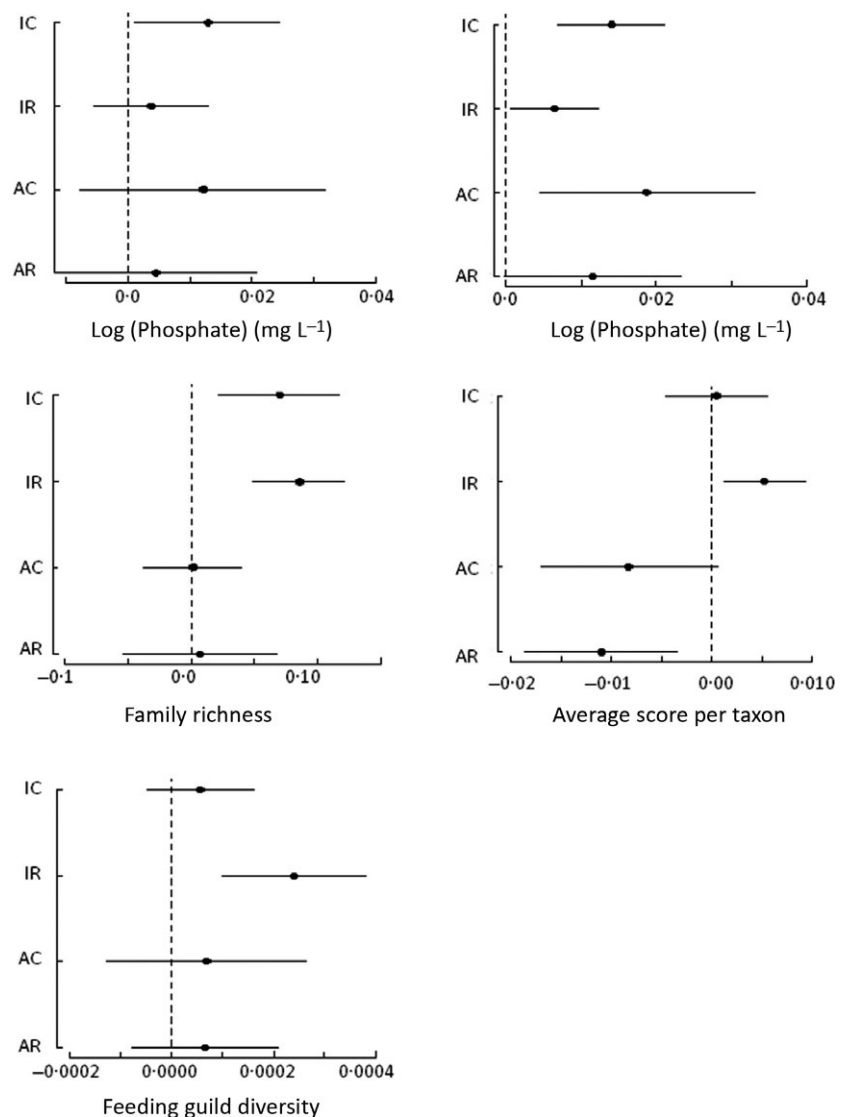 IC
IR
AC
AR
0·0 0·02 0·04
Log (Phosphate) (mg L⁻¹)
IC
IR
AC
AR
0·0 0·02 0·04
Log (Phosphate) (mg L⁻¹)
IC
IR
AC
AR
−0·1 0·0 0·10
Family richness
IC
IR
AC
AR
−0·02 −0·01 0·00 0·010
Average score per taxon
IC
IR
AC
AR
−0·0002 0·0000 0·0002 0·0004
Feeding guild diversity